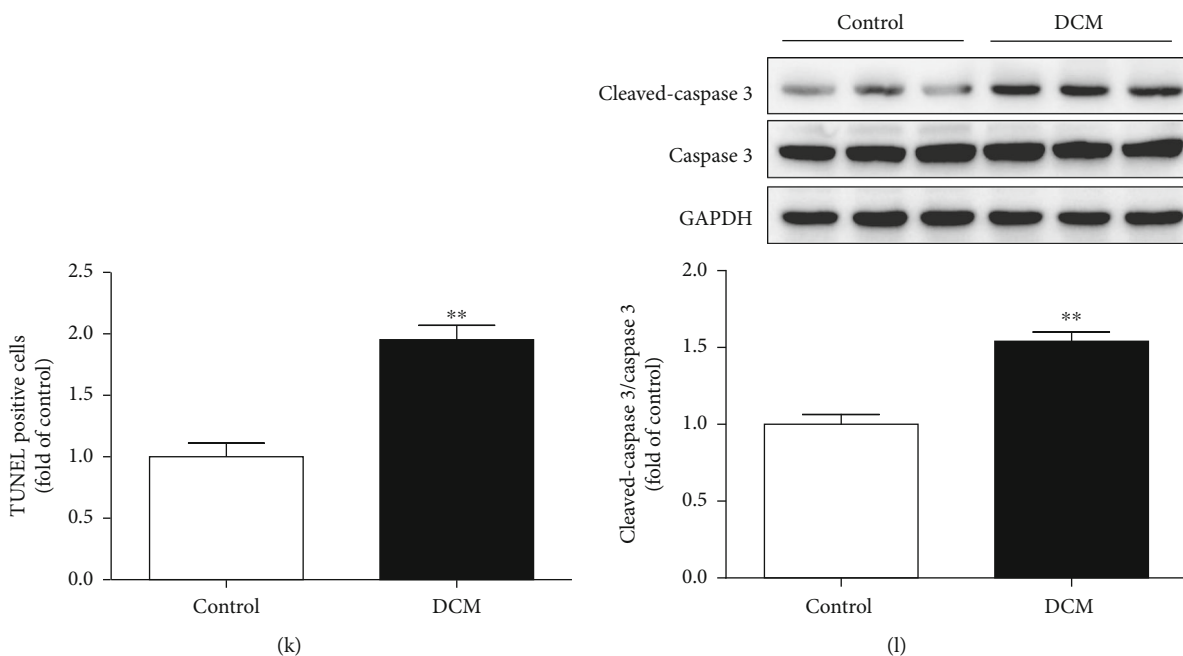 Control DCM
Cleaved-caspase 3
Caspase 3
GAPDH
2.5
2.0
1.5
1.0
0.5
0.0
TUNEL positive cells
(fold of control)
**
Control DCM
(k)
2.0
1.5
1.0
0.5
0.0
Cleaved-caspase 3/caspase 3
(fold of control)
**
Control DCM
(l)